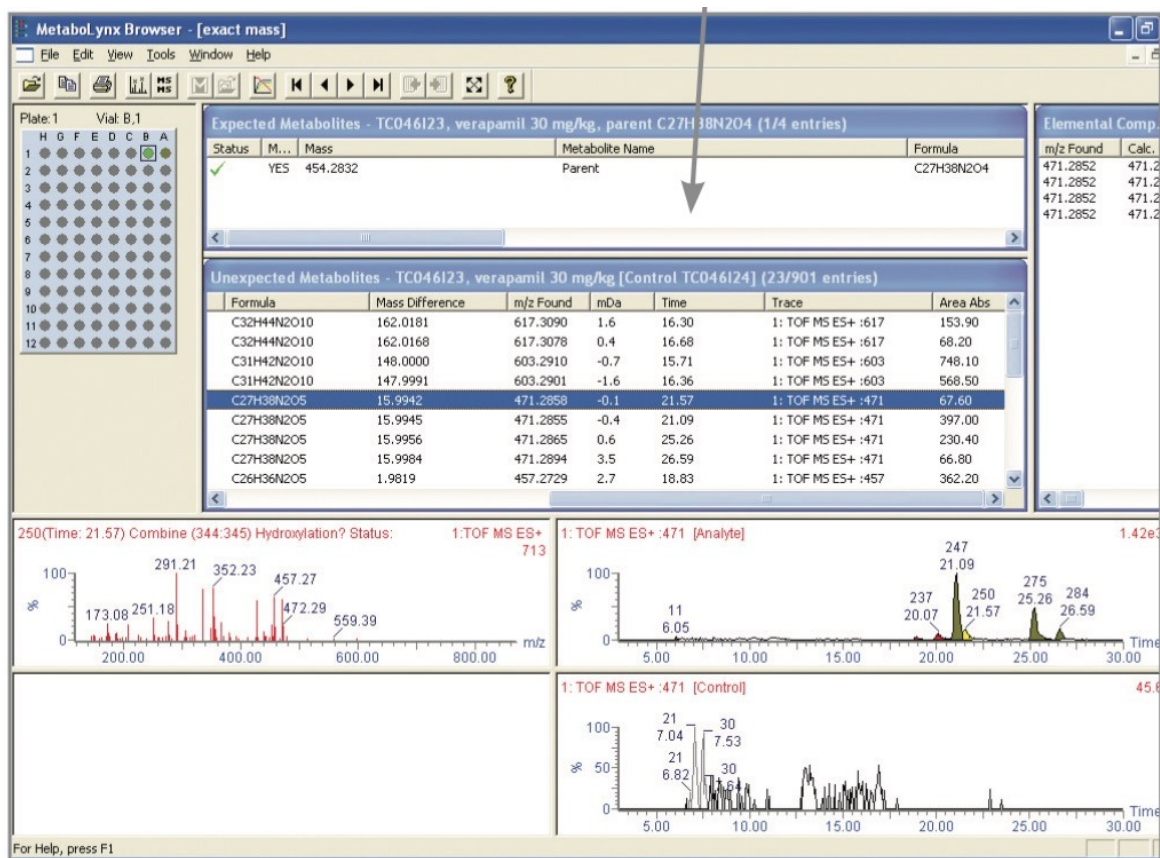 MetaboLynx Browser - [exact mass]
File Edit View Tools Window Help
MS
MS
Plate:1 Vial: B,1
H G F E D C B A
1
2
3
4
5
6
7
8
9
10
11
12
Expected Metabolites - TC046I23, verapamil 30 mg/kg, parent C27H38N2O4 (1/4 entries)
Status M... Mass Metabolite Name Formula
YES 454.2832 Parent C27H38N2O4
Elemental Comp.
m/z Found Calc.
471.2852 471.2
471.2852 471.2
471.2852 471.2
471.2852 471.2
Unexpected Metabolites - TC046I23, verapamil 30 mg/kg [Control TC046I24] (23/901 entries)
Formula Mass Difference m/z Found mDa Time Trace Area Abs
C32H44N2O10 162.0181 617.3090 1.6 16.30 1: TOF MS ES+ :617 153.90
C32H44N2O10 162.0168 617.3078 0.4 16.68 1: TOF MS ES+ :617 68.20
C31H42N2O10 148.0000 603.2910 -0.7 15.71 1: TOF MS ES+ :603 748.10
C31H42N2O10 147.9991 603.2901 -1.6 16.36 1: TOF MS ES+ :603 568.50
C27H38N2O5 15.9942 471.2858 -0.1 21.57 1: TOF MS ES+ :471 67.60
C27H38N2O5 15.9945 471.2855 -0.4 21.09 1: TOF MS ES+ :471 397.00
C27H38N2O5 15.9956 471.2865 0.6 25.26 1: TOF MS ES+ :471 230.40
C27H38N2O5 15.9984 471.2894 3.5 26.59 1: TOF MS ES+ :471 66.80
C26H36N2O5 1.9819 457.2729 2.7 18.83 1: TOF MS ES+ :457 362.20
250(Time: 21.57) Combine (344:345) Hydroxylation? Status: 1:TOF MS ES+
713
291.21 352.23
457.27
100
%
173.08 251.18 472.29
559.39
0 m/z
200.00 400.00 600.00 800.00
1: TOF MS ES+ :471 [Analyte] 1.42e3
247
21.09
100
%
275
25.26
250
21.57
284
26.59
237
20.07
11
6.05
0 Time
5.00 10.00 15.00 20.00 25.00 30.00
1: TOF MS ES+ :471 [Control] 45.6
21
7.04
30
7.53
100
%
50
21
6.82
30
.64
0 Time
5.00 10.00 15.00 20.00 25.00 30.00
For Help, press F1